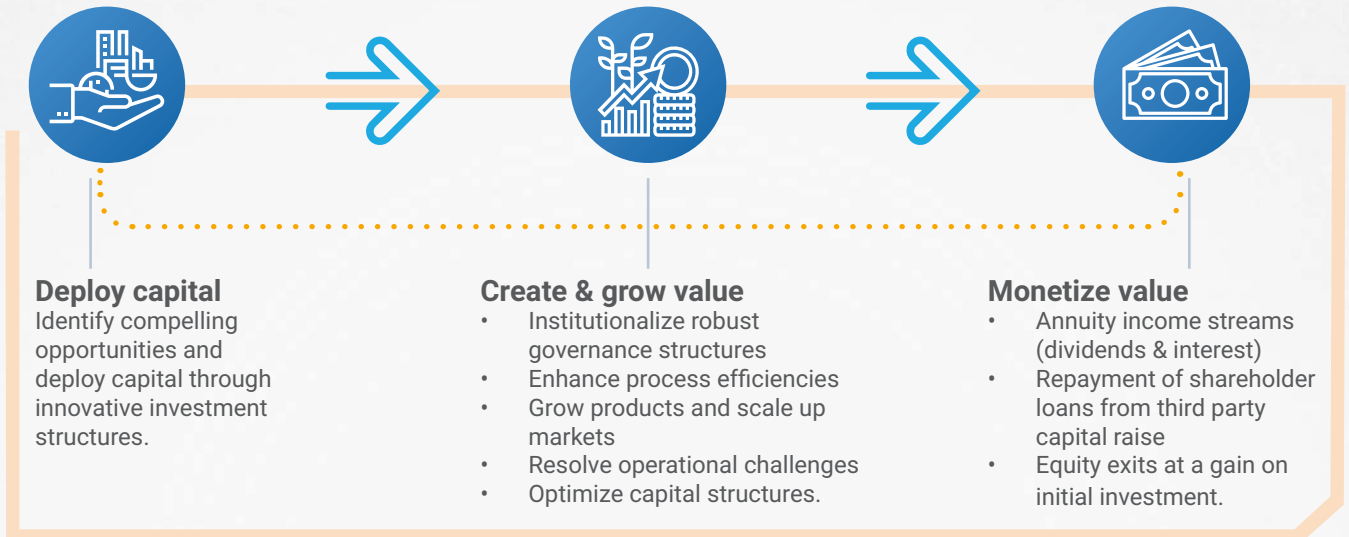 Deploy capital
Identify compelling
opportunities and
deploy capital through
innovative investment
structures.
Create & grow value
• Institutionalize robust
governance structures
• Enhance process efficiencies
• Grow products and scale up
markets
• Resolve operational challenges
• Optimize capital structures.
Monetize value
• Annuity income streams
(dividends & interest)
• Repayment of shareholder
loans from third party
capital raise
• Equity exits at a gain on
initial investment.